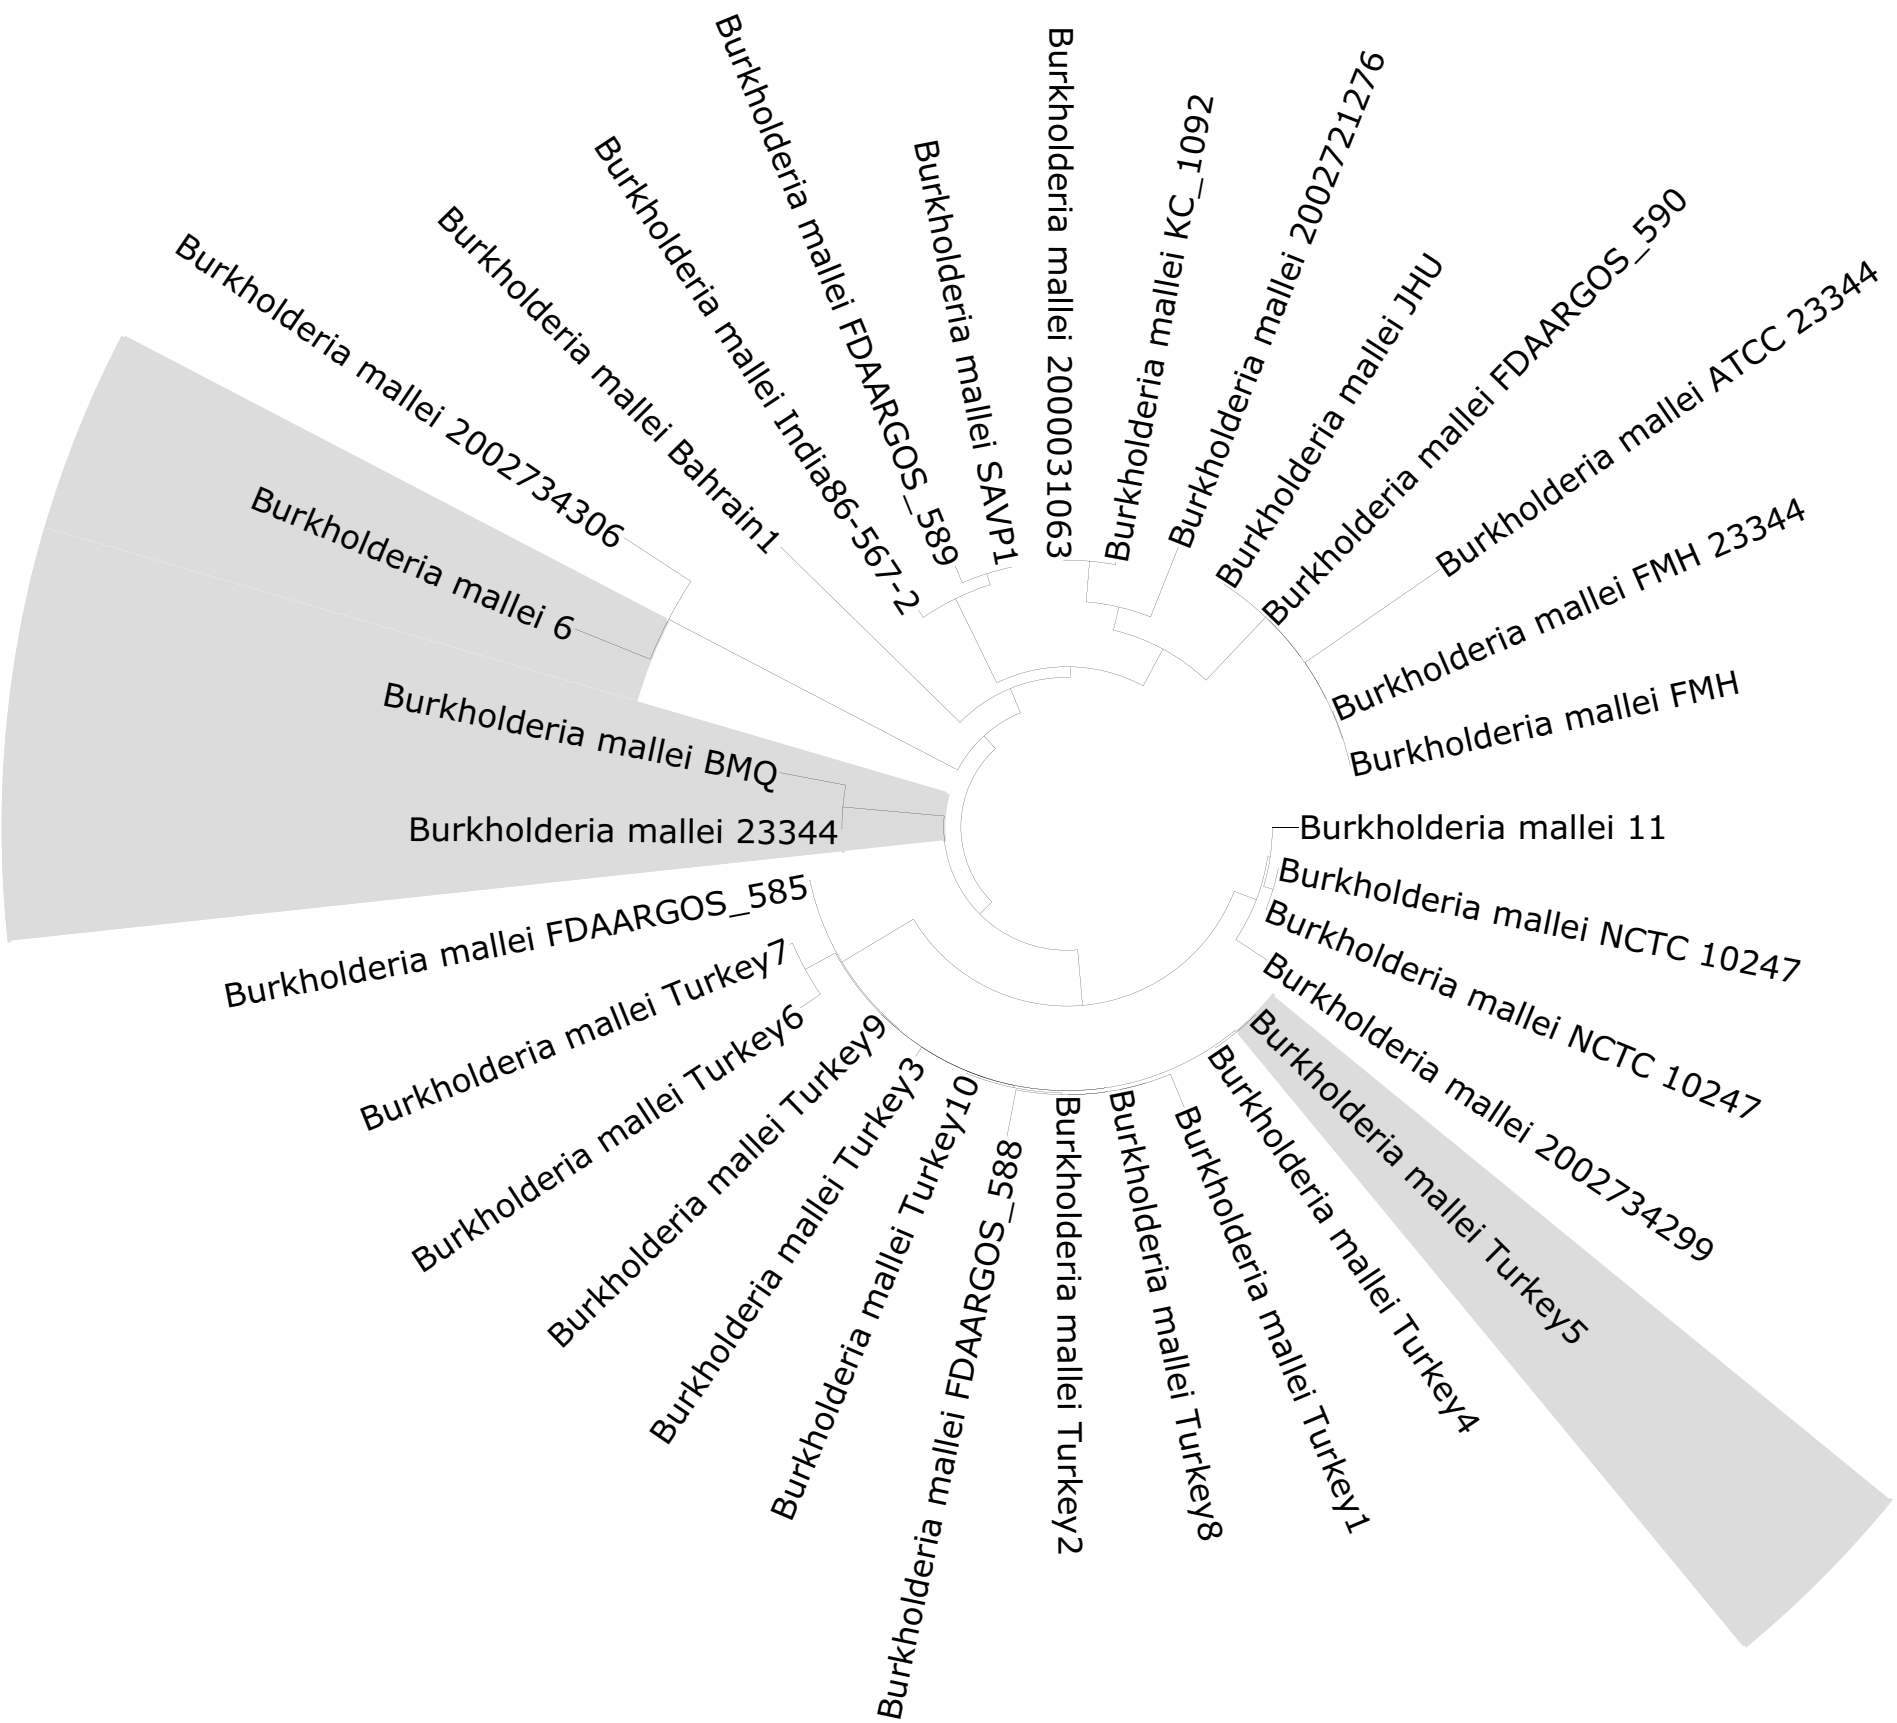 Burkholderia mallei 2000031063
Burkholderia mallei KC_1092
Burkholderia mallei 2002721276
Burkholderia mallei JHU
Burkholderia mallei FDAARGOS_590
Burkholderia mallei ATCC 23344
Burkholderia mallei FMH 23344
Burkholderia mallei FMH
Burkholderia mallei 11
Burkholderia mallei NCTC 10247
Burkholderia mallei NCTC 10247
Burkholderia mallei 2002734299
Burkholderia mallei Turkey5
Burkholderia mallei Turkey4
Burkholderia mallei Turkey1
Burkholderia mallei Turkey8
Burkholderia mallei Turkey2
Burkholderia mallei FDAARGOS_588
Burkholderia mallei Turkey10
Burkholderia mallei Turkey3
Burkholderia mallei Turkey9
Burkholderia mallei Turkey6
Burkholderia mallei Turkey7
Burkholderia mallei FDAARGOS_585
Burkholderia mallei 23344
Burkholderia mallei BMQ
Burkholderia mallei 6
Burkholderia mallei 2002734306
Burkholderia mallei Bahrain1
Burkholderia mallei India86-567-2
Burkholderia mallei FDAARGOS_589
Burkholderia mallei SAVP1